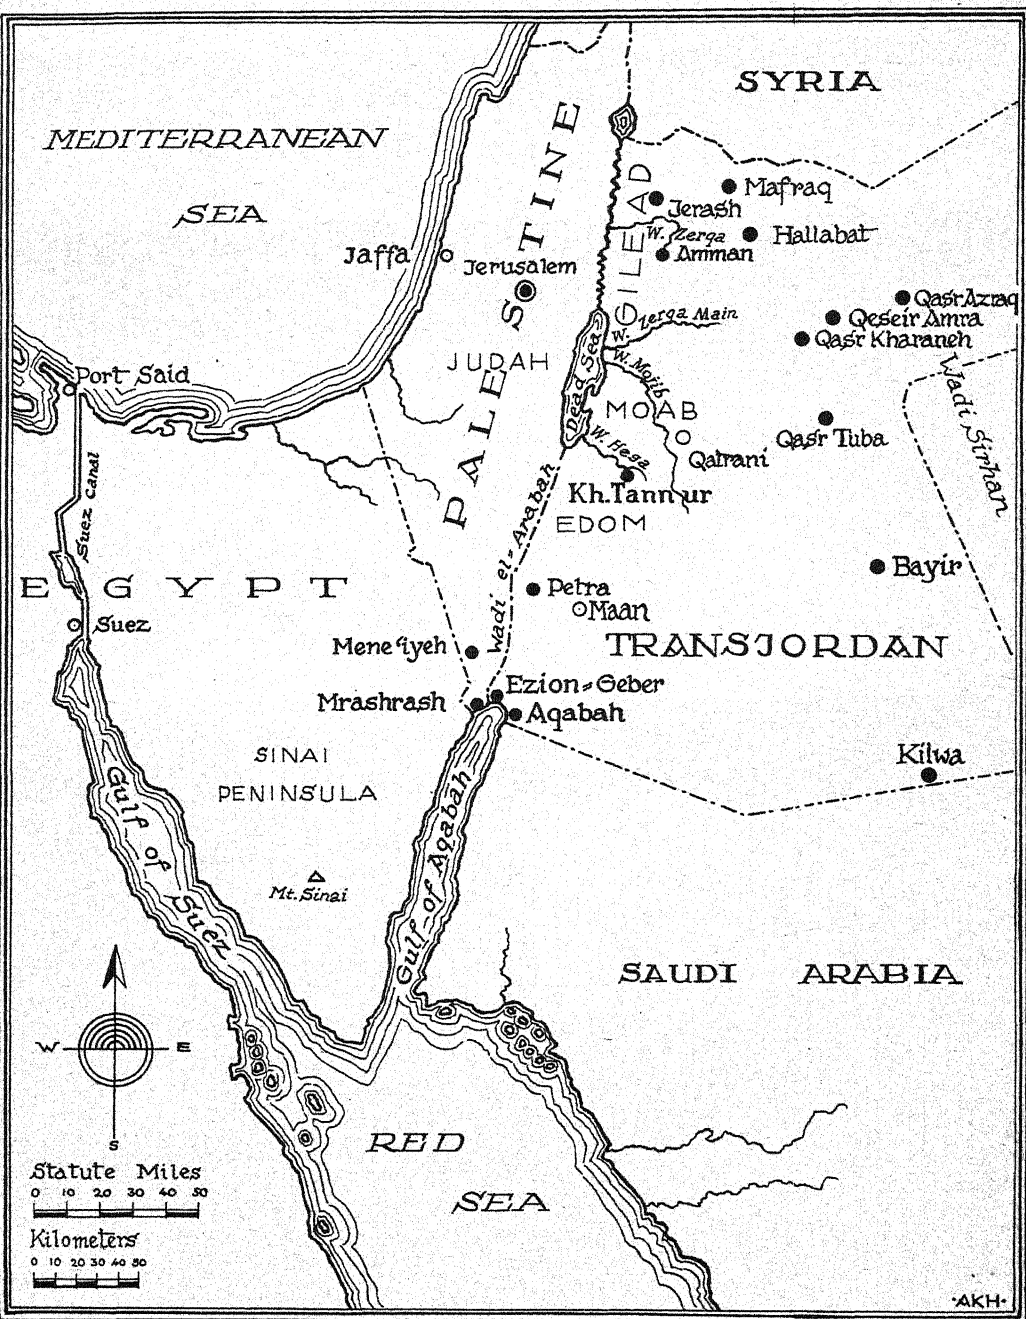 SYRIA
MEDITERRANEAN
SEA
PALESTINE
GILEAD
Mafraq
Jerash
W. Zerqa
Hallabat
Amman
Jaffa
Jerusalem
Qasr Azraq
Qeseir Amra
Qasr Kharaneh
W. Zerqa Main
JUDAH
Dead Sea
W. Mojib
MOAB
Port Said
Wadi Sirhan
Qasr Tuba
Qatrani
W. Hesa
Kh. Tannur
EDOM
Suez Canal
Wadi el-Arabah
EGYPT
Bayir
Petra
Maan
Suez
TRANSJORDAN
Mene‘iyeh
Ezion-Geber
Mrashrash
Aqabah
Kilwa
SINAI
PENINSULA
Gulf of Suez
Gulf of Aqabah
Mt. Sinai
SAUDI ARABIA
W E
S
RED
SEA
Statute Miles
0 10 20 30 40 50
Kilometers
0 10 20 30 40 50
·AKH·